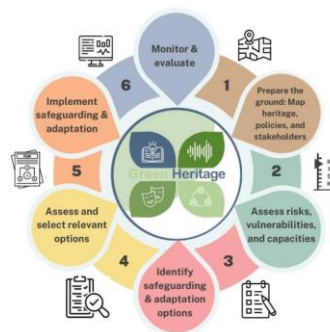 Monitor &
evaluate
1
Prepare the
ground: Map
heritage,
policies, and
stakeholders
2
Assess risks,
vulnerabilities,
and capacities
3
Identify
safeguarding
& adaptation
options
4
Assess and
select relevant
options
5
Implement
safeguarding &
adaptation
6
Green Heritage